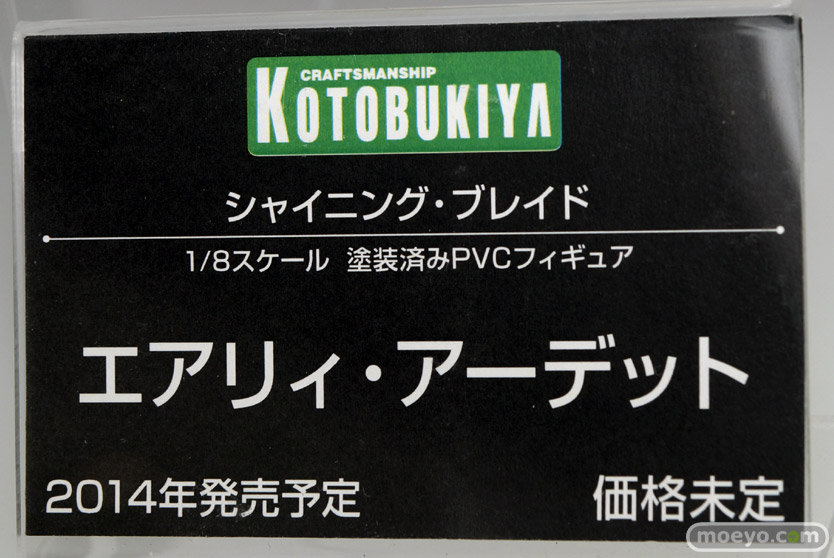 CRAFTSMANSHIP
KOTOBUKIYA
シャイニング・ブレイド
1/8スケール 塗装済みPVCフィギュア
エアリィ・アーデット
2014年発売予定 価格未定
moeyo.com